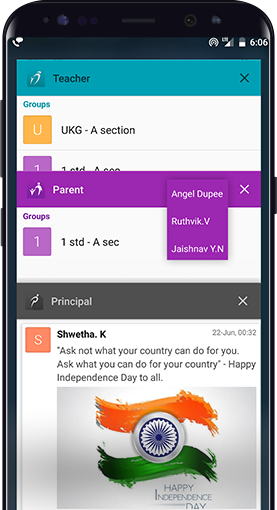 LTE 6:06
Teacher
Groups
U UKG - A section
1 1 std - A sec
Parent
Angel Dupee
Ruthvik.V
Jaishnav Y.N
Groups
1 1 std - A sec
Principal
S Shwetha. K 22-Jun, 00:32
"Ask not what your country can do for you.
Ask what you can do for your country" - Happy
Independence Day to all.
HAPPY
INDEPENDENCE
DAY